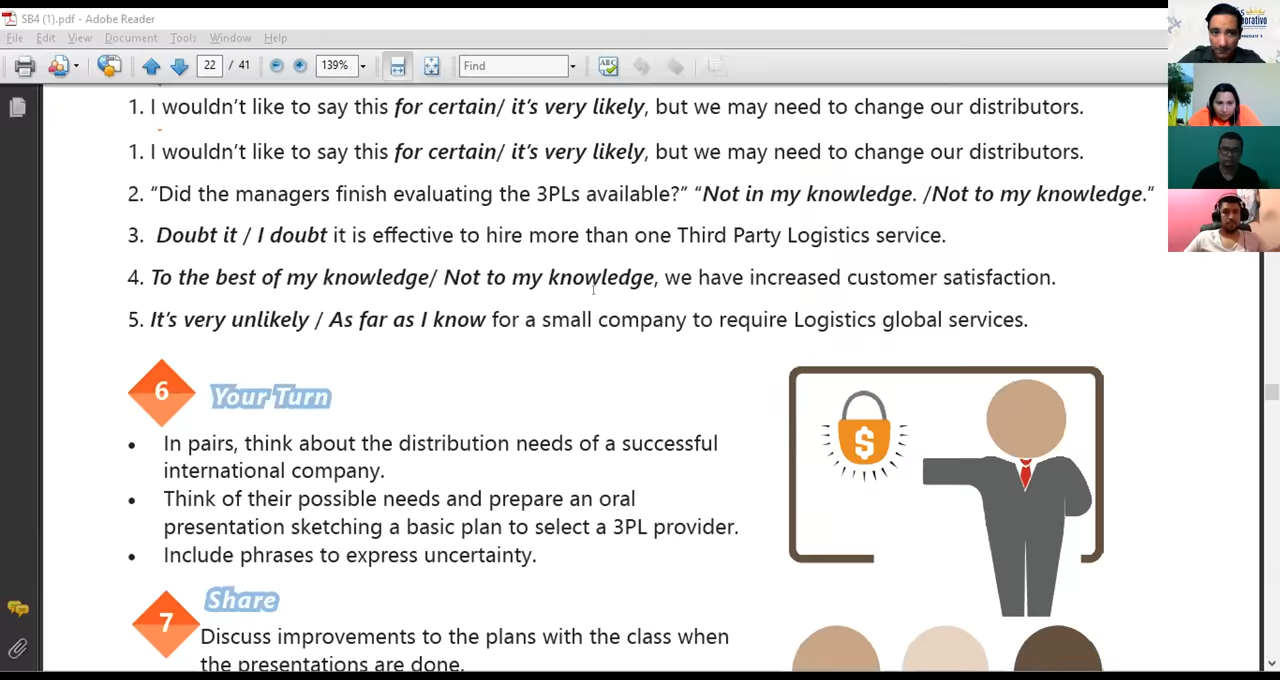 SB4 (1).pdf - Adobe Reader
File Edit View Document Tools Window Help
22 / 41 139% Find
1. I wouldn't like to say this for certain/ it's very likely, but we may need to change our distributors.
1. I wouldn't like to say this for certain/ it's very likely, but we may need to change our distributors.
2. “Did the managers finish evaluating the 3PLs available?” “Not in my knowledge. /Not to my knowledge.”
3. Doubt it / I doubt it is effective to hire more than one Third Party Logistics service.
4. To the best of my knowledge/ Not to my knowledge, we have increased customer satisfaction.
5. It's very unlikely / As far as I know for a small company to require Logistics global services.
6 Your Turn
• In pairs, think about the distribution needs of a successful
international company.
• Think of their possible needs and prepare an oral
presentation sketching a basic plan to select a 3PL provider.
• Include phrases to express uncertainty.
$
7 Share
Discuss improvements to the plans with the class when
the presentations are done.